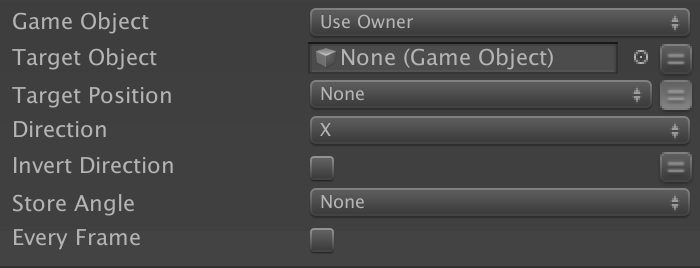 Game Object Use Owner
Target Object None (Game Object)
Target Position None
Direction X
Invert Direction
Store Angle None
Every Frame